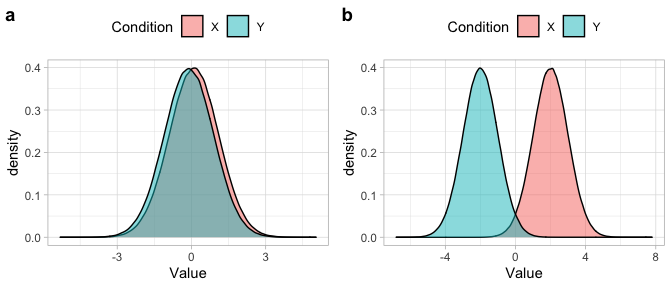 a
Condition X Y
0.4
0.3
0.2
0.1
0.0
density
-3 0 3
Value
b
Condition X Y
0.4
0.3
0.2
0.1
0.0
density
-4 0 4 8
Value